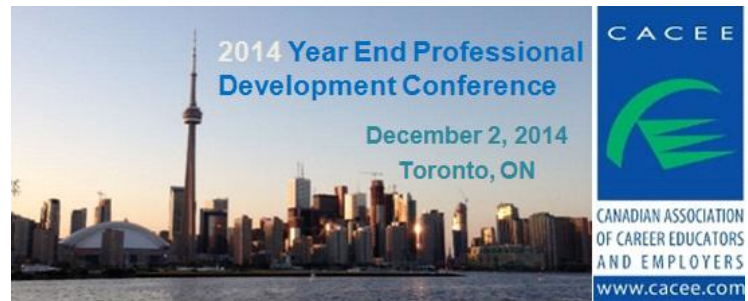 2014 Year End Professional
Development Conference
December 2, 2014
Toronto, ON
CACEE
CANADIAN ASSOCIATION
OF CAREER EDUCATORS
AND EMPLOYERS
www.cacee.com